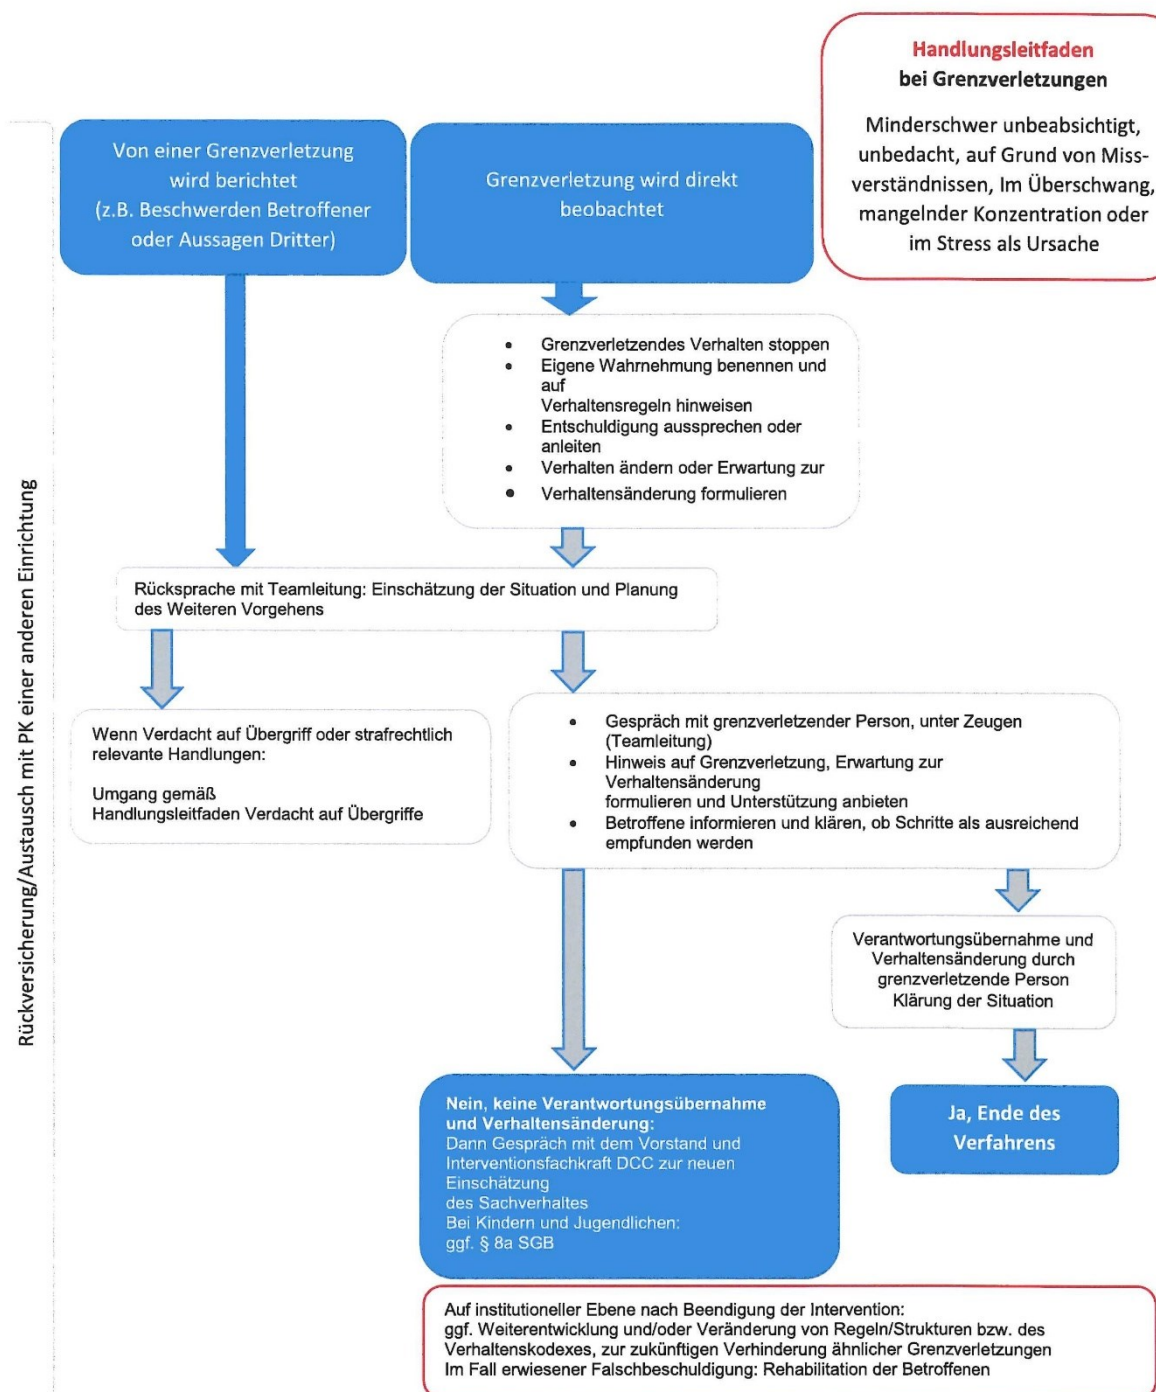 Handlungsleitfaden
bei Grenzverletzungen
Minderschwer unbeabsichtigt,
unbedacht, auf Grund von Miss-
verständnissen, Im Überschwang,
mangelnder Konzentration oder
im Stress als Ursache
Von einer Grenzverletzung
wird berichtet
(z.B. Beschwerden Betroffener
oder Aussagen Dritter)
Grenzverletzung wird direkt
beobachtet
• Grenzverletzendes Verhalten stoppen
• Eigene Wahrnehmung benennen und
auf
Verhaltensregeln hinweisen
• Entschuldigung aussprechen oder
anleiten
• Verhalten ändern oder Erwartung zur
• Verhaltensänderung formulieren
Rücksprache mit Teamleitung: Einschätzung der Situation und Planung
des Weiteren Vorgehens
Wenn Verdacht auf Übergriff oder strafrechtlich
relevante Handlungen:
Umgang gemäß
Handlungsleitfaden Verdacht auf Übergriffe
• Gespräch mit grenzverletzender Person, unter Zeugen
(Teamleitung)
• Hinweis auf Grenzverletzung, Erwartung zur
Verhaltensänderung
formulieren und Unterstützung anbieten
• Betroffene informieren und klären, ob Schritte als ausreichend
empfunden werden
Verantwortungsübernahme und
Verhaltensänderung durch
grenzverletzende Person
Klärung der Situation
Nein, keine Verantwortungsübernahme
und Verhaltensänderung:
Dann Gespräch mit dem Vorstand und
Interventionsfachkraft DCC zur neuen
Einschätzung
des Sachverhaltes
Bei Kindern und Jugendlichen:
ggf. § 8a SGB
Ja, Ende des
Verfahrens
Auf institutioneller Ebene nach Beendigung der Intervention:
ggf. Weiterentwicklung und/oder Veränderung von Regeln/Strukturen bzw. des
Verhaltenskodexes, zur zukünftigen Verhinderung ähnlicher Grenzverletzungen
Im Fall erwiesener Falschbeschuldigung: Rehabilitation der Betroffenen
Rückversicherung/Austausch mit PK einer anderen Einrichtung